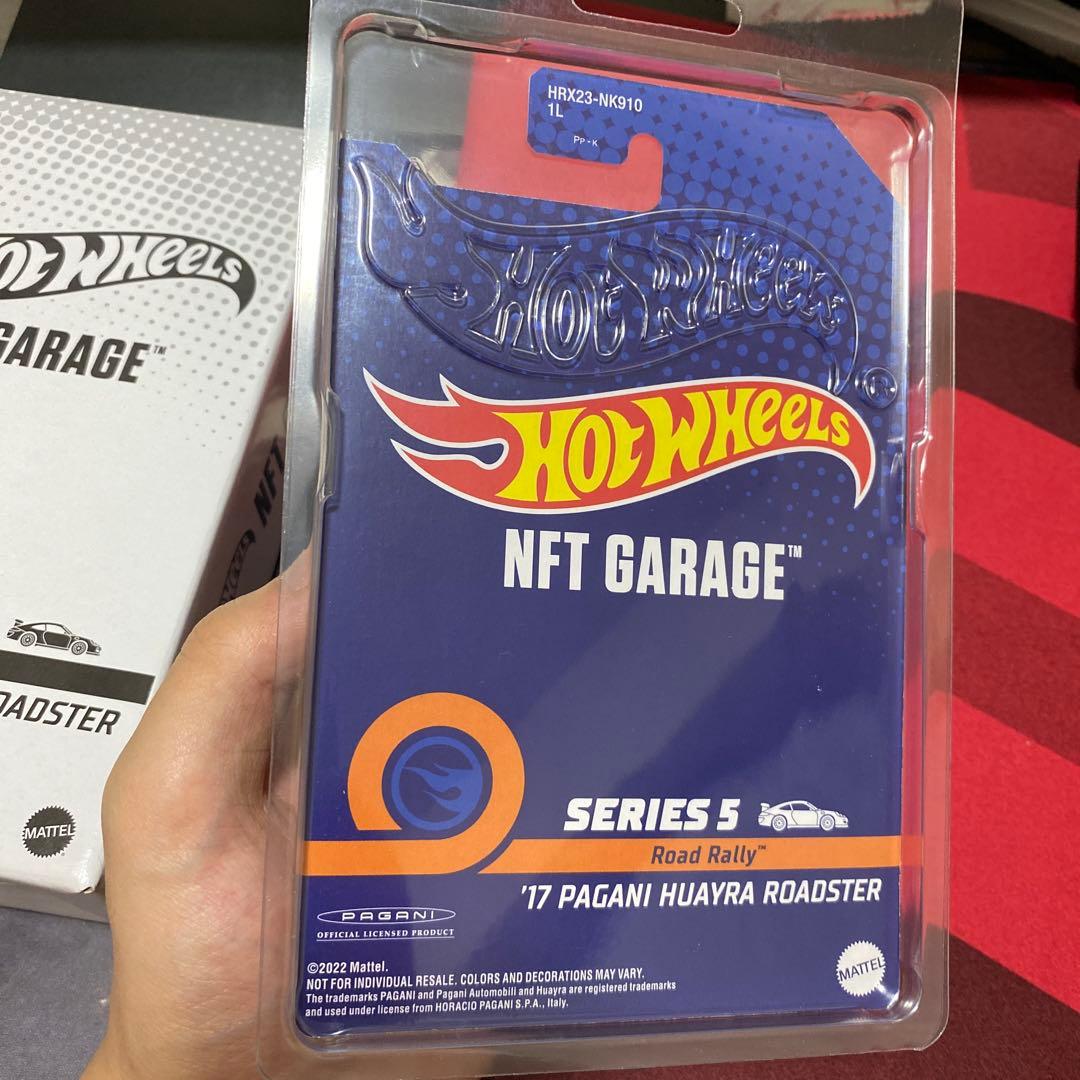 HRX23-NK910
1L
PP-K
Hot Wheels
©
Hot Wheels
NFT GARAGE™
SERIES 5
Road Rally™
'17 PAGANI HUAYRA ROADSTER
PAGANI
OFFICIAL LICENSED PRODUCT
©2022 Mattel.
NOT FOR INDIVIDUAL RESALE. COLORS AND DECORATIONS MAY VARY.
The trademarks PAGANI and Pagani Automobili and Huayra are registered trademarks
and used under license from HORACIO PAGANI S.P.A., Italy.
MATTEL
Wheels
GARAGE™
MATTEL
NFT